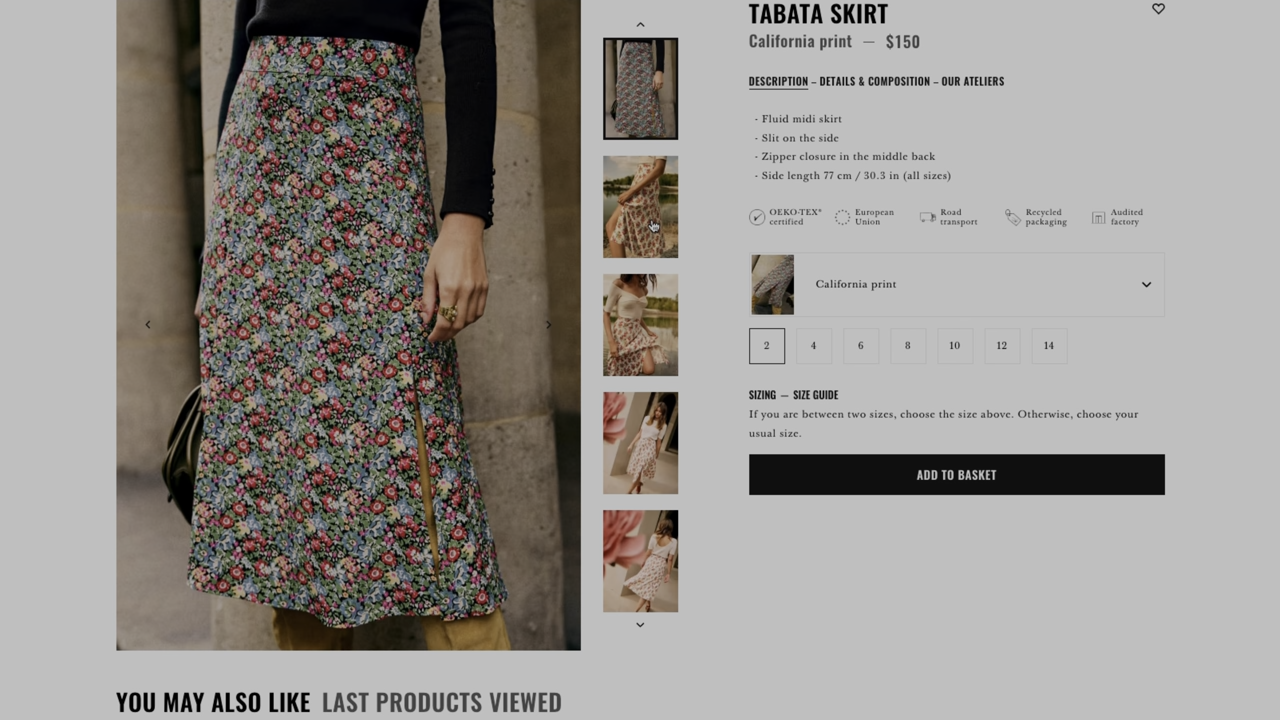 TABATA SKIRT
California print — $150
DESCRIPTION – DETAILS & COMPOSITION – OUR ATELIERS
- Fluid midi skirt
- Slit on the side
- Zipper closure in the middle back
- Side length 77 cm / 30.3 in (all sizes)
OEKO-TEX® certified
European Union
Road transport
Recycled packaging
Audited factory
California print
2 4 6 8 10 12 14
SIZING — SIZE GUIDE
If you are between two sizes, choose the size above. Otherwise, choose your
usual size.
ADD TO BASKET
YOU MAY ALSO LIKE LAST PRODUCTS VIEWED